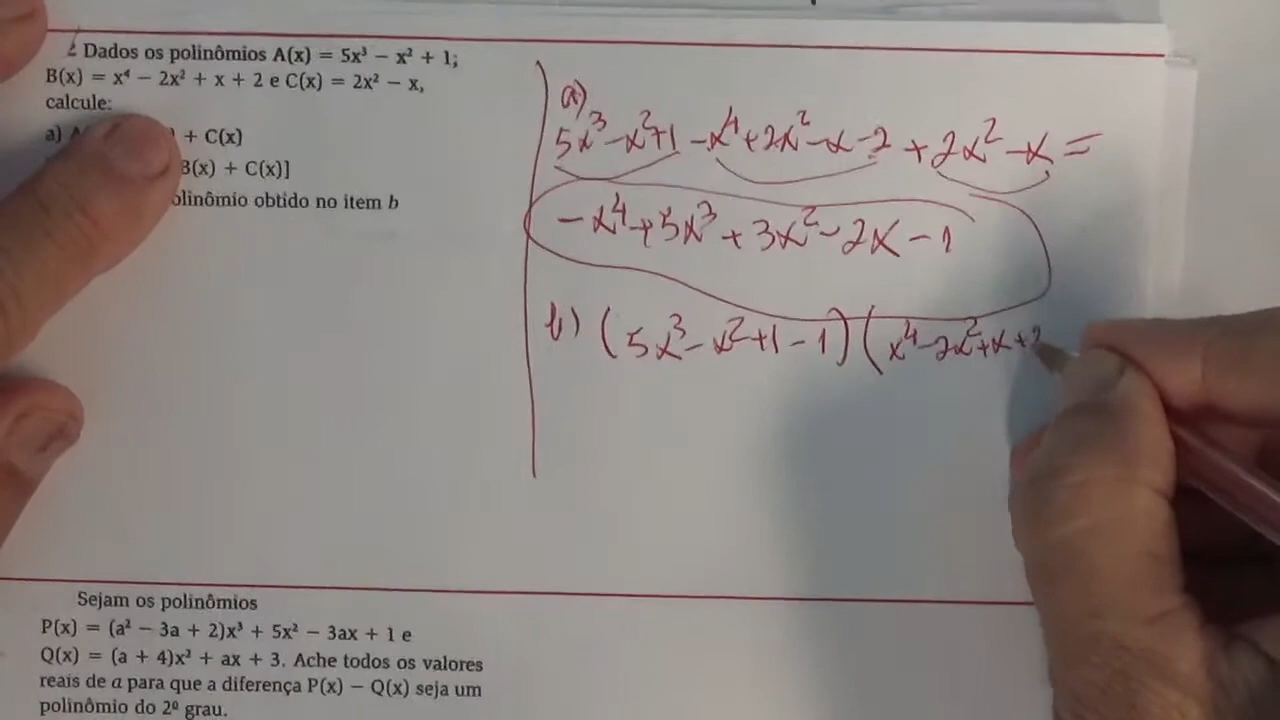 Dados os polinômios A(x) = 5x³ − x² + 1;
B(x) = x⁴ − 2x² + x + 2 e C(x) = 2x² − x,
calcule:
a) A + C(x)
B(x) + C(x)]
olinômio obtido no item b
Sejam os polinômios
P(x) = (a² − 3a + 2)x³ + 5x² − 3ax + 1 e
Q(x) = (a + 4)x² + ax + 3. Ache todos os valores
reais de a para que a diferença P(x) − Q(x) seja um
polinômio do 2º grau.
a)
5x³ − x² + 1 − x⁴ + 2x² − x − 2 + 2x² − x =
− x⁴ + 5x³ + 3x² − 2x − 1
b) (5x³ − x² + 1 − 1) (x⁴ − 2x² + x + 2